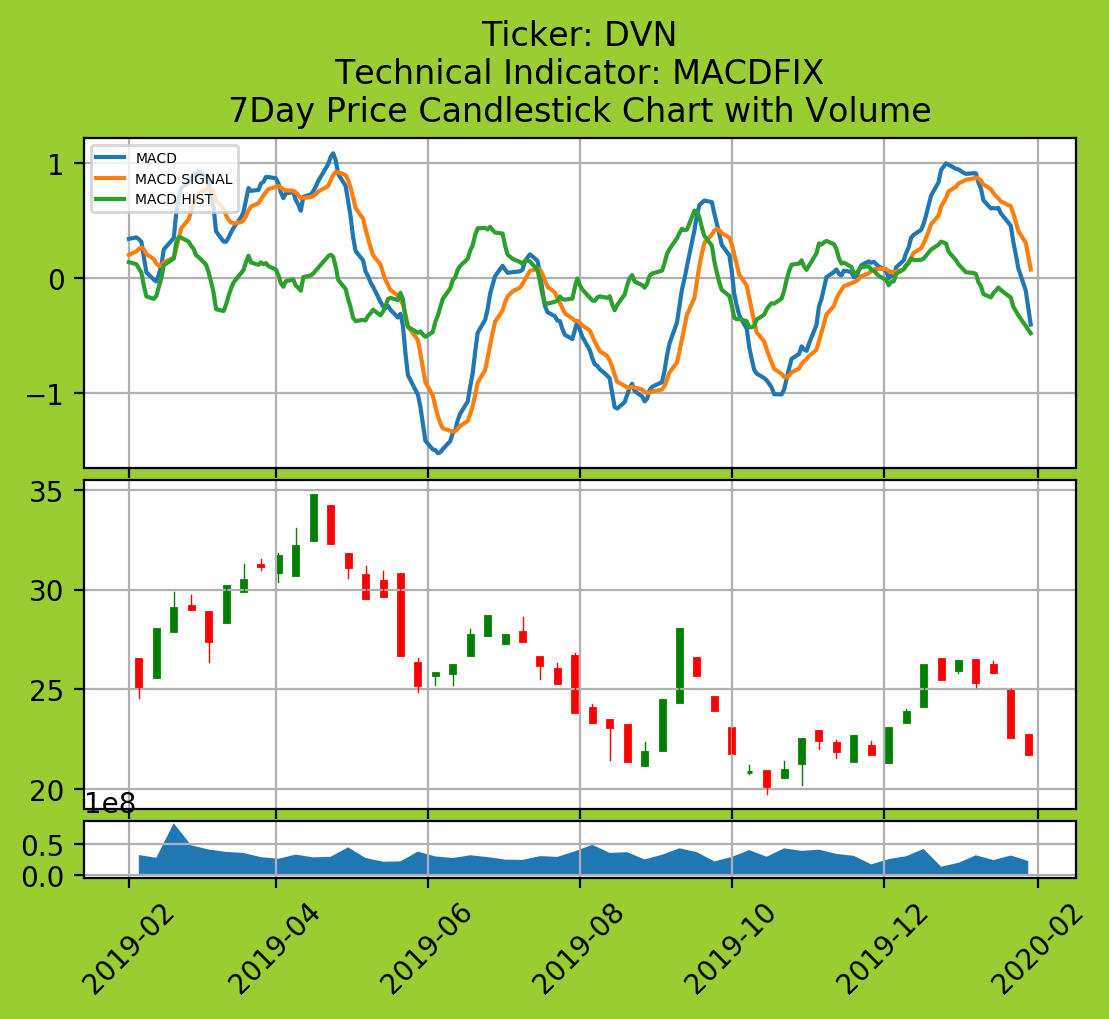 Ticker: DVN
Technical Indicator: MACDFIX
7Day Price Candlestick Chart with Volume
MACD
MACD SIGNAL
MACD HIST
1
0
−1
35
30
25
20
1e8
0.5
0.0
2019-02
2019-04
2019-06
2019-08
2019-10
2019-12
2020-02